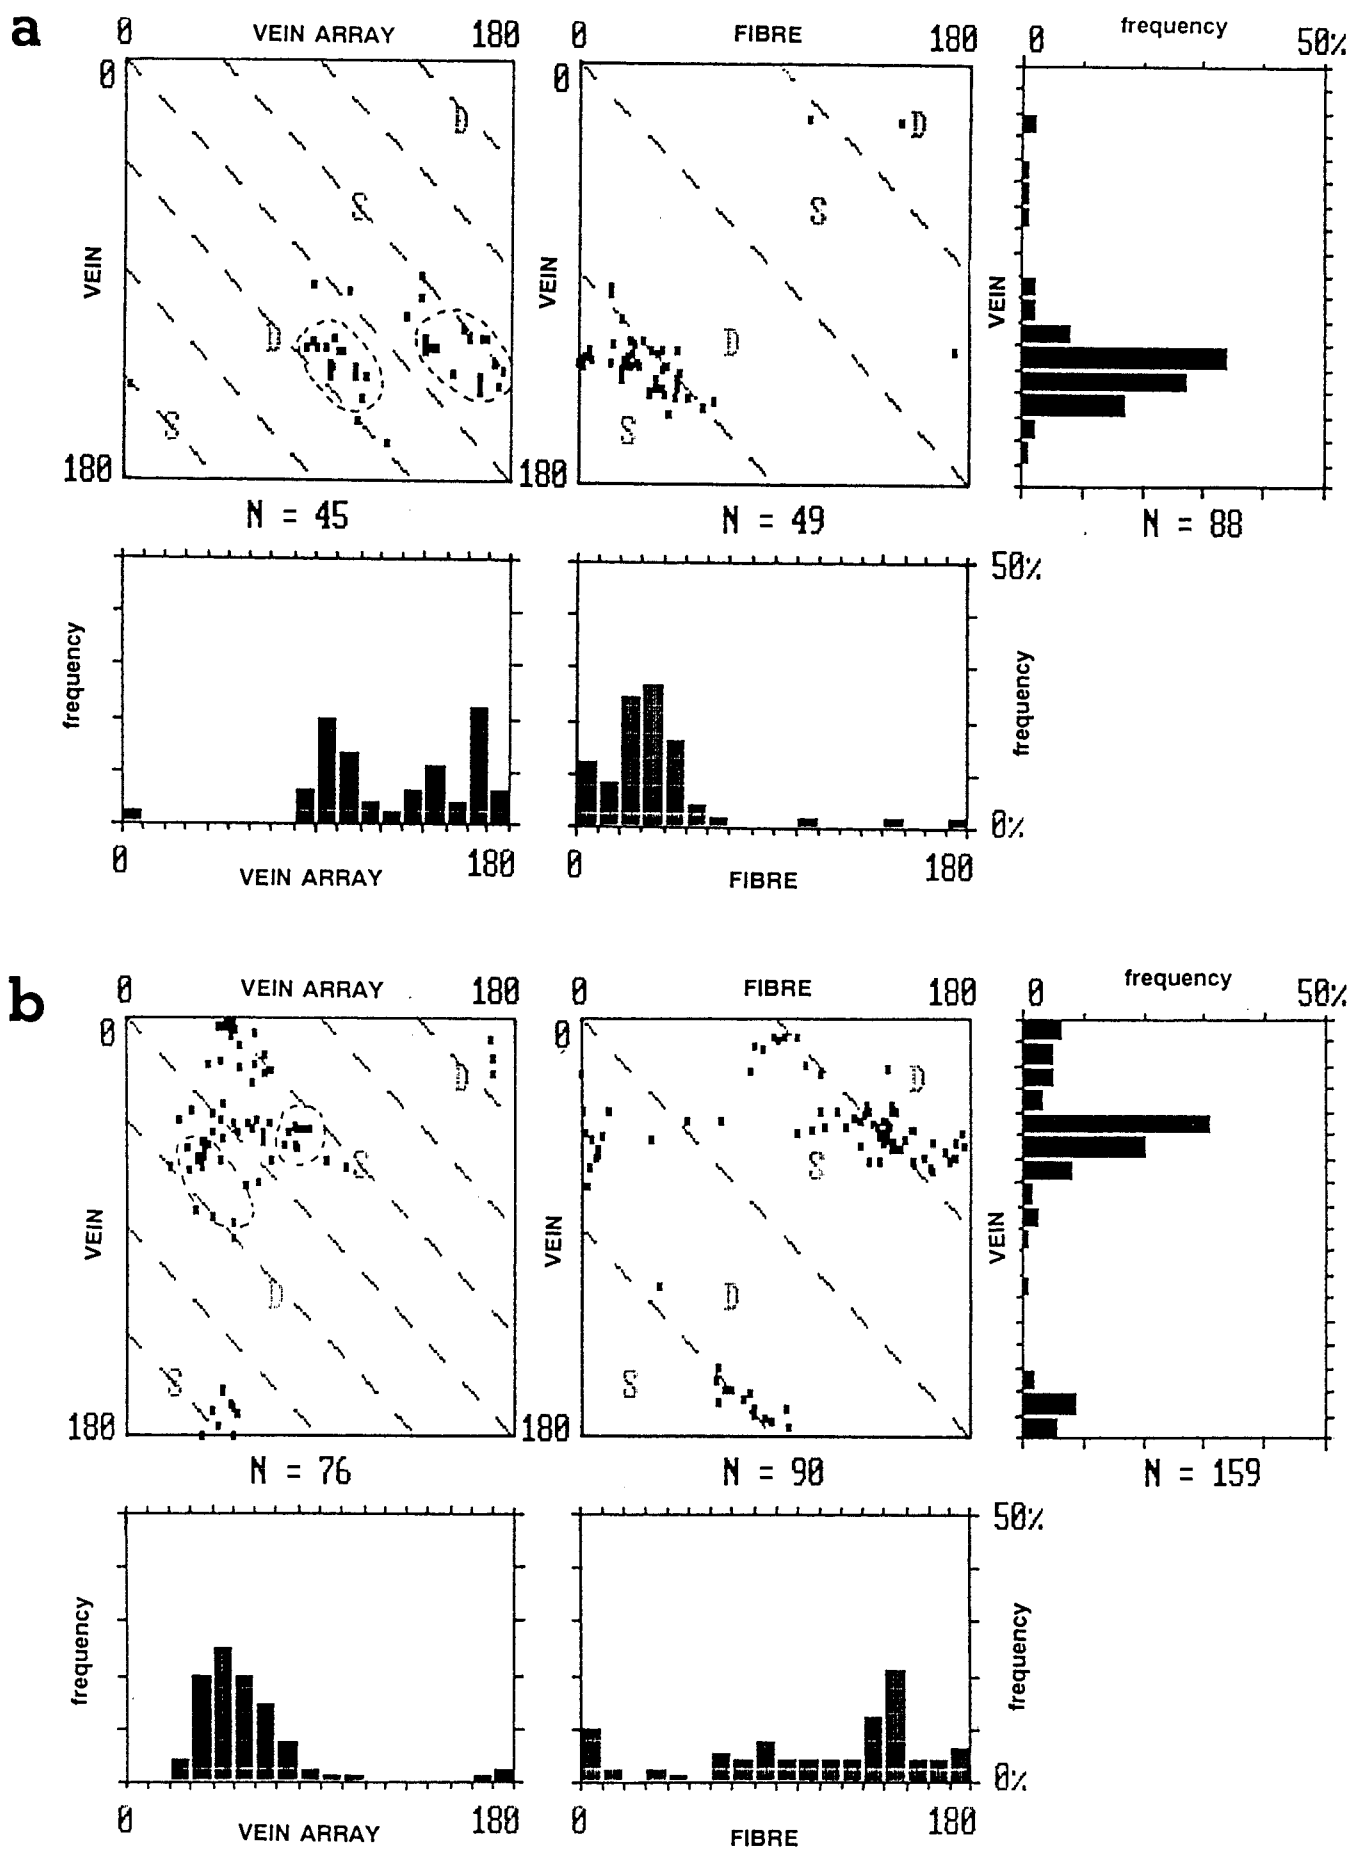 a
0 VEIN ARRAY 180
0 FIBRE 180
0 frequency 50%
0
VEIN
180
D
S
D
S
N = 45
0
VEIN
180
D
S
D
S
N = 49
VEIN
N = 88
frequency
0 VEIN ARRAY 180
50%
frequency
0%
0 FIBRE 180
b
0 VEIN ARRAY 180
0 FIBRE 180
0 frequency 50%
0
VEIN
180
D
S
D
S
N = 76
0
VEIN
180
D
S
D
S
N = 90
VEIN
N = 159
frequency
0 VEIN ARRAY 180
50%
frequency
0%
0 FIBRE 180